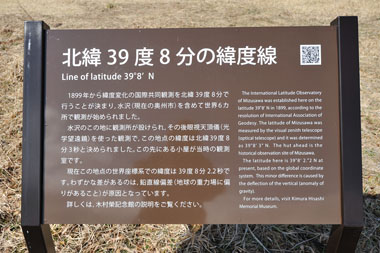 北緯 39 度 8 分の緯度線
Line of latitude 39°8′ N
1899年から緯度変化の国際共同観測を北緯39度8分で
行うことが決まり、水沢(現在の奥州市)を含めて世界6カ
所で観測が始められました。
水沢のこの地に観測所が設けられ、その後眼視天頂儀(光
学望遠鏡)を使った観測で、この地点の緯度は北緯39度8
分3秒と決められました。この先にある小屋が当時の観測
室です。
現在この地点の世界座標系での緯度は39度8分2.2秒で
す。わずかな差があるのは、鉛直線偏差(地球の重力場に偏
りがあること)が原因となっています。
詳しくは、木村榮記念館の説明をご覧ください。
The International Latitude Observatory
of Mizusawa was established here on the
latitude 39°8′ N in 1899, according to the
resolution of International Association of
Geodesy. The latitude of Mizusawa was
measured by the visual zenith telescope
(optical telescope) and it was determined
as 39°8′ 3″ N. The hut ahead is the
historical observation site of Mizusawa.
The latitude here is 39°8′ 2.″2 N at
present, based on the global coordinate
system. This minor difference is caused by
the deflection of the vertical (anomaly of
gravity).
For more details, visit Kimura Hisashi
Memorial Museum.